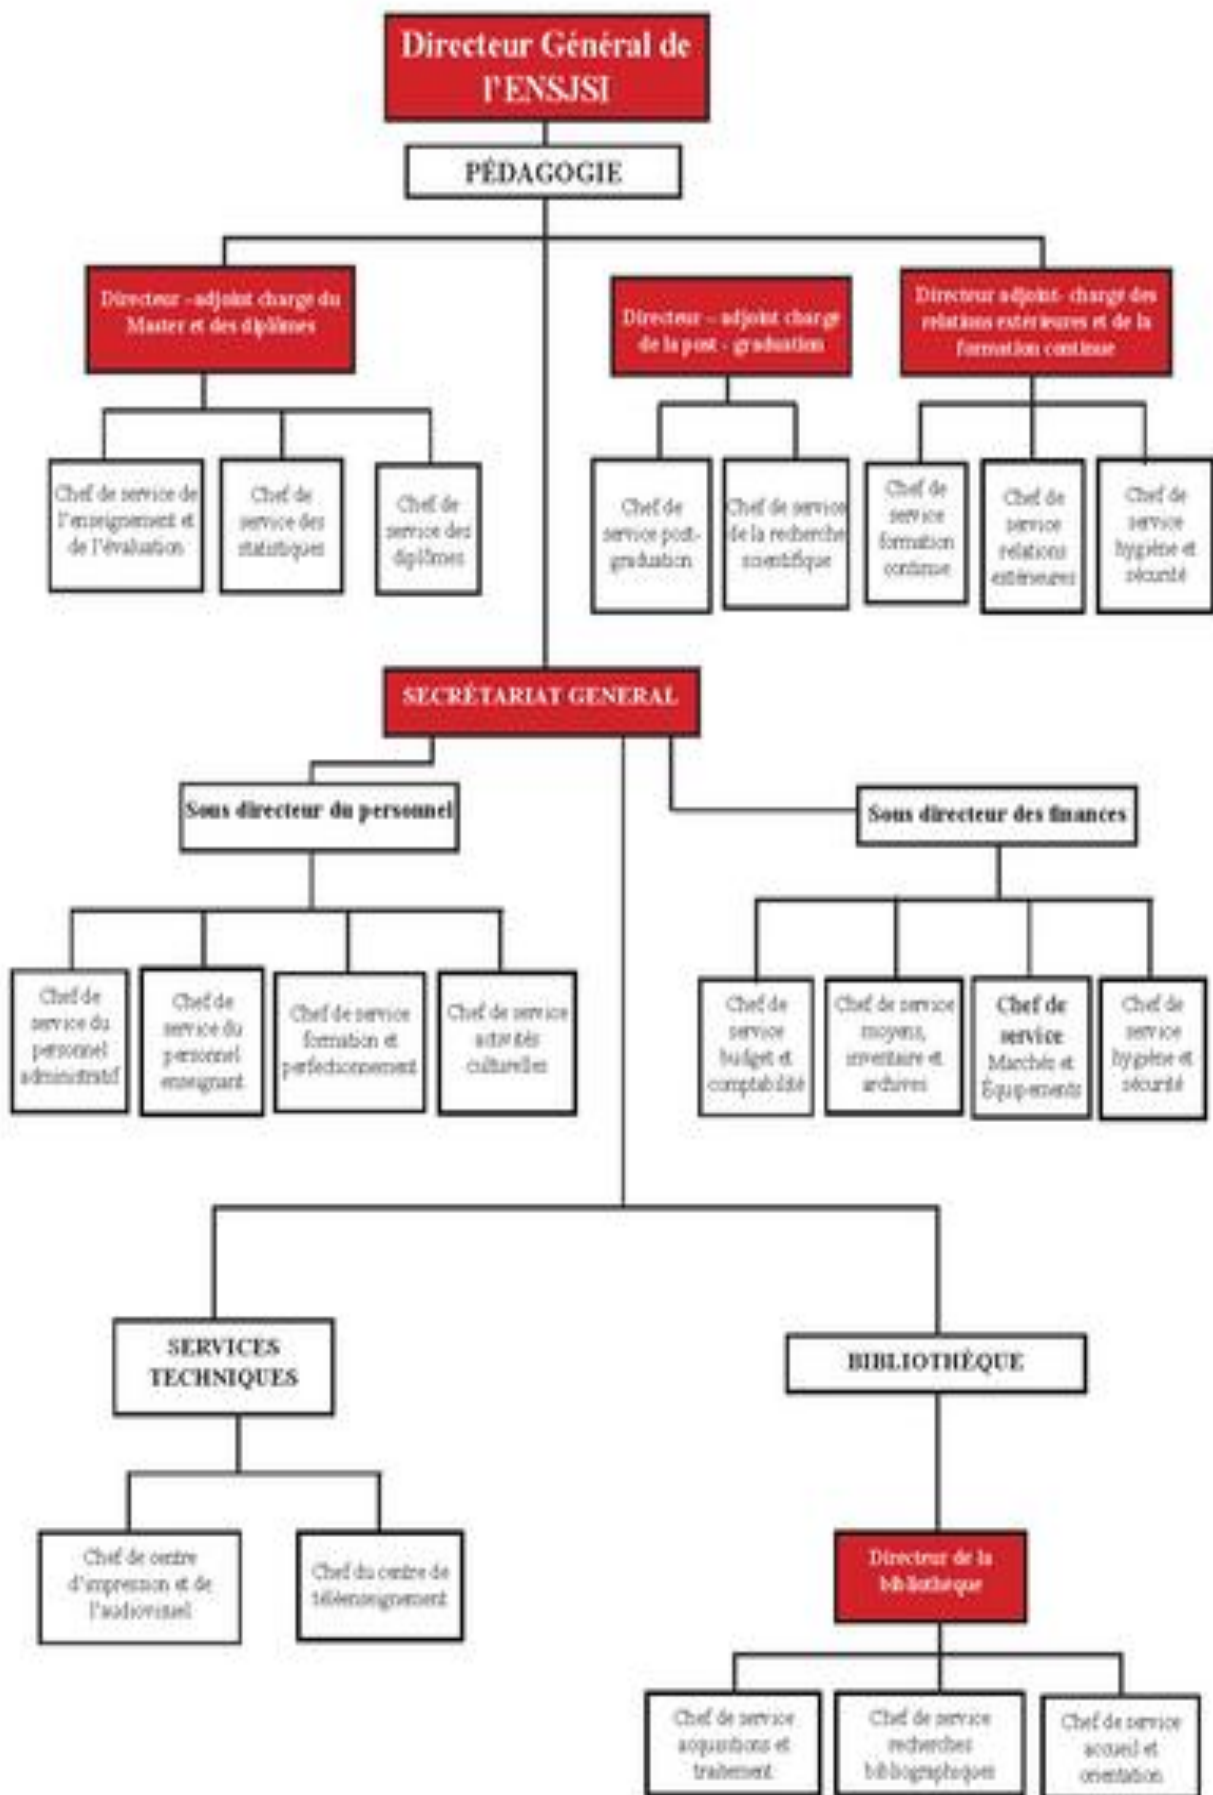 Directeur Général de
l'ENSJSI
PÉDAGOGIE
Directeur - adjoint chargé du
Master et des diplômes
Directeur - adjoint chargé
de la post - graduation
Directeur adjoint- chargé des
relations extérieures et de la
formation continue
Chef de service de
l'enseignement et
de l'évaluation
Chef de
service des
statistiques
Chef de
service des
diplômes
Chef de
service post-
graduation
Chef de service
de la recherche
scientifique
Chef de
service
formation
continue
Chef de
service
relations
extérieures
Chef de
service
hygiène et
sécurité
SECRÉTARIAT GENERAL
Sous directeur du personnel
Sous directeur des finances
Chef de
service du
personnel
administratif
Chef de
service du
personnel
enseignant
Chef de service
formation et
perfectionnement
Chef de service
activités
culturelles
Chef de
service
budget et
comptabilité
Chef de service
moyens,
inventaire et
archives
Chef de
service
Marchés et
Équipements
Chef de
service
hygiène et
sécurité
SERVICES
TECHNIQUES
BIBLIOTHÈQUE
Chef de centre
d'impression et de
l'audiovisuel
Chef du centre de
téléenseignement
Directeur de la
bibliothèque
Chef de service
acquisitions et
traitement
Chef de service
recherches
bibliographiques
Chef de service
accueil et
orientation